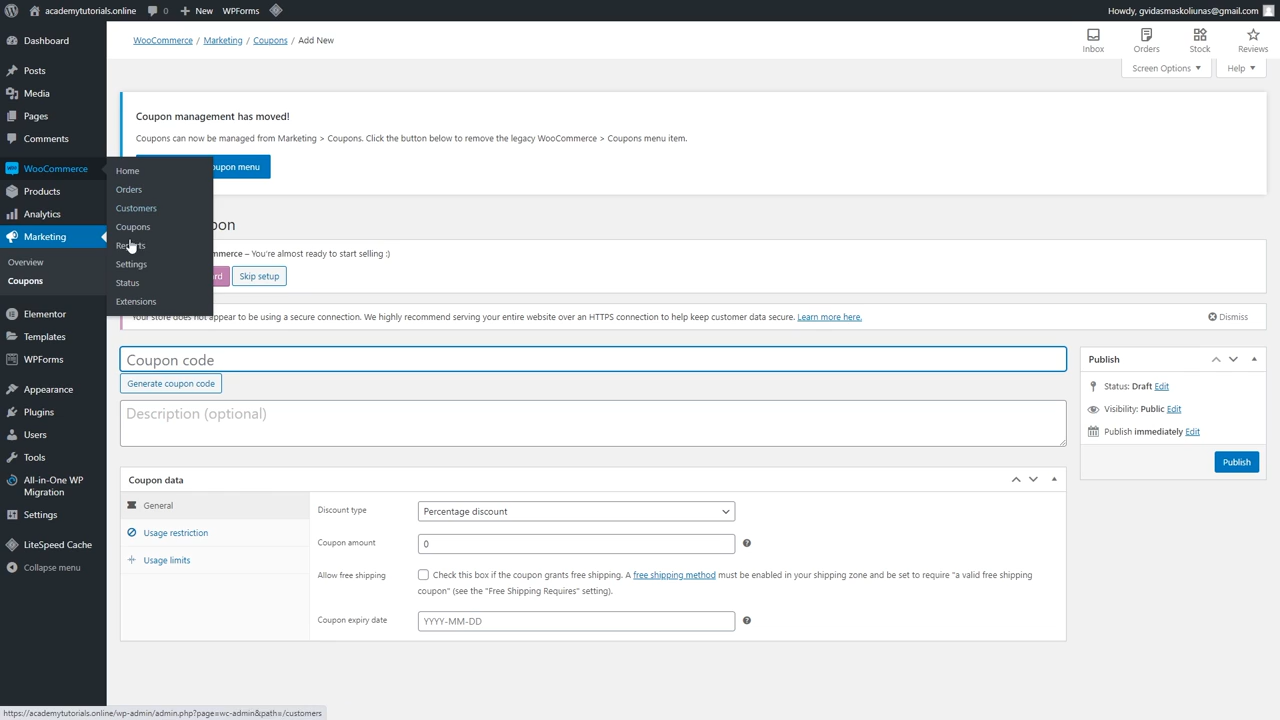 academytutorials.online 0 New WPForms Howdy, gvidasmaskoliunas@gmail.com
WooCommerce / Marketing / Coupons / Add New
Inbox Orders Stock Reviews
Screen Options Help
Dashboard
Posts
Media
Pages
Comments
WooCommerce
Products
Analytics
Marketing
Overview
Coupons
Elementor
Templates
WPForms
Appearance
Plugins
Users
Tools
All-in-One WP
Migration
Settings
LiteSpeed Cache
Collapse menu
Home
Orders
Customers
Coupons
Settings
Status
Extensions
Coupon management has moved!
Coupons can now be managed from Marketing > Coupons. Click the button below to remove the legacy WooCommerce > Coupons menu item.
oupon menu
pon
mmerce – You're almost ready to start selling :)
rd Skip setup
Your store does not appear to be using a secure connection. We highly recommend serving your entire website over an HTTPS connection to help keep customer data secure. Learn more here. Dismiss
Coupon code
Generate coupon code
Description (optional)
Publish
Status: Draft Edit
Visibility: Public Edit
Publish immediately Edit
Publish
Coupon data
General
Usage restriction
Usage limits
Discount type Percentage discount
Coupon amount 0
Allow free shipping Check this box if the coupon grants free shipping. A free shipping method must be enabled in your shipping zone and be set to require "a valid free shipping
coupon" (see the "Free Shipping Requires" setting).
Coupon expiry date YYYY-MM-DD
https://academytutorials.online/wp-admin/admin.php?page=wc-admin&path=/customers